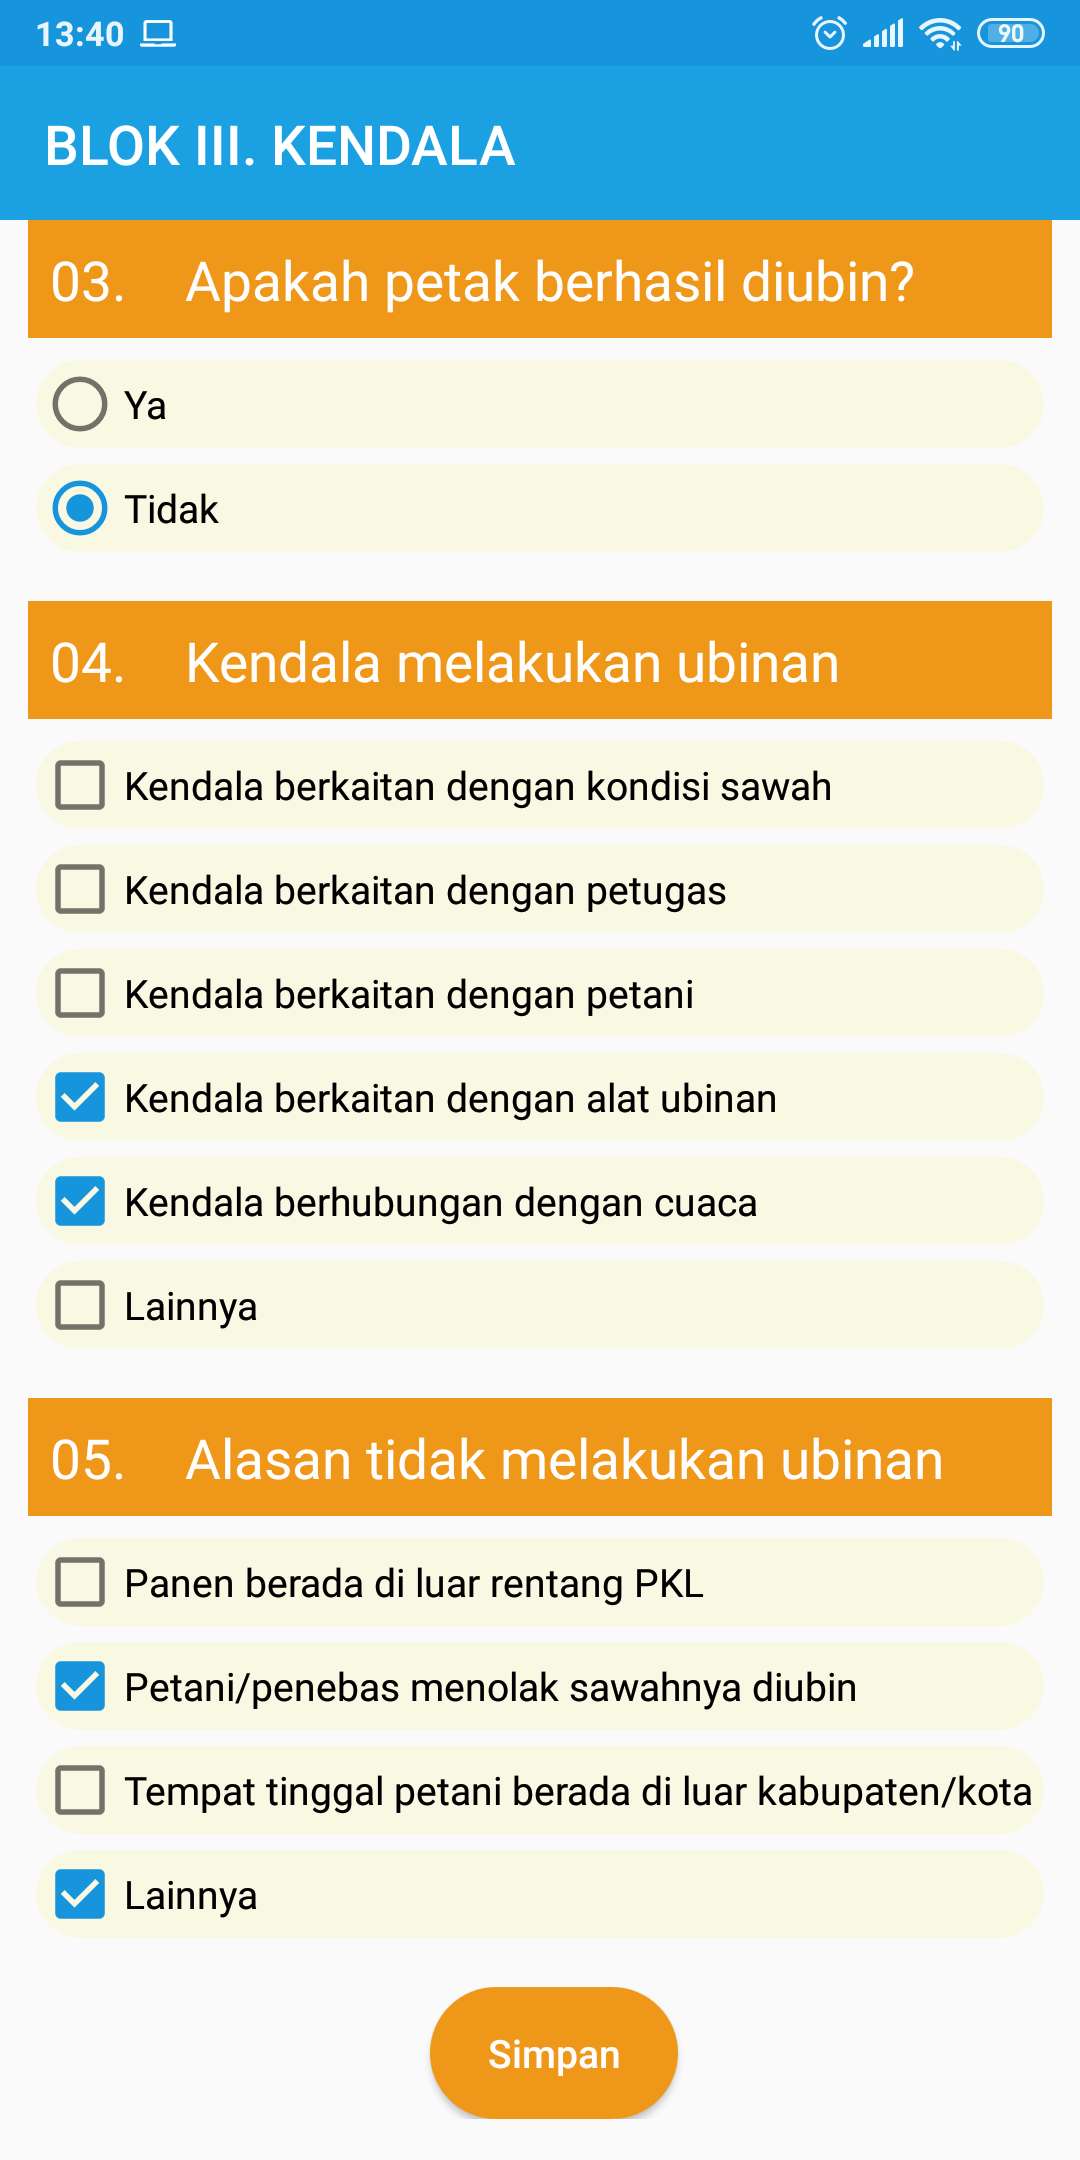 13:40
90
BLOK III. KENDALA
03. Apakah petak berhasil diubin?
Ya
Tidak
04. Kendala melakukan ubinan
Kendala berkaitan dengan kondisi sawah
Kendala berkaitan dengan petugas
Kendala berkaitan dengan petani
Kendala berkaitan dengan alat ubinan
Kendala berhubungan dengan cuaca
Lainnya
05. Alasan tidak melakukan ubinan
Panen berada di luar rentang PKL
Petani/penebas menolak sawahnya diubin
Tempat tinggal petani berada di luar kabupaten/kota
Lainnya
Simpan